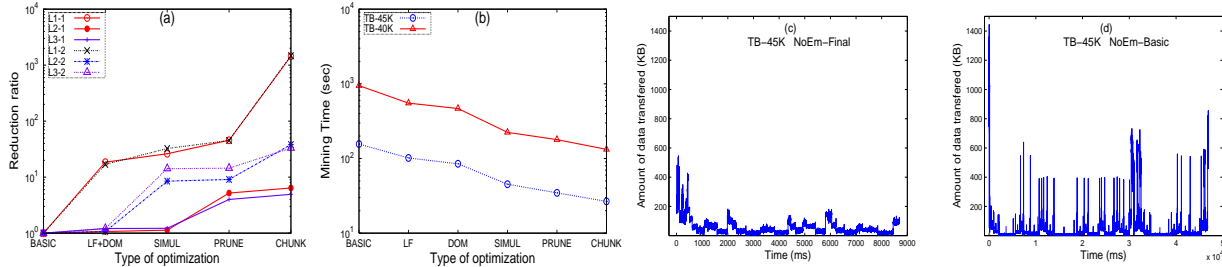 (a)
L1-1
L2-1
L3-1
L1-2
L2-2
L3-2
Reduction ratio
10^4
10^3
10^2
10^1
10^0
BASIC LF+DOM SIMUL PRUNE CHUNK
Type of optimization
(b)
TB-45K
TB-40K
Mining Time (sec)
10^4
10^3
10^2
10^1
BASIC LF DOM SIMUL PRUNE CHUNK
Type of optimization
(c)
TB−45K NoEm−Final
Amount of data transfered (KB)
1400
1200
1000
800
600
400
200
0 1000 2000 3000 4000 5000 6000 7000 8000 9000
Time (ms)
(d)
TB−45K NoEm−Basic
Amount of data transfered (KB)
1400
1200
1000
800
600
400
200
0 1 2 3 4 5
Time (ms)